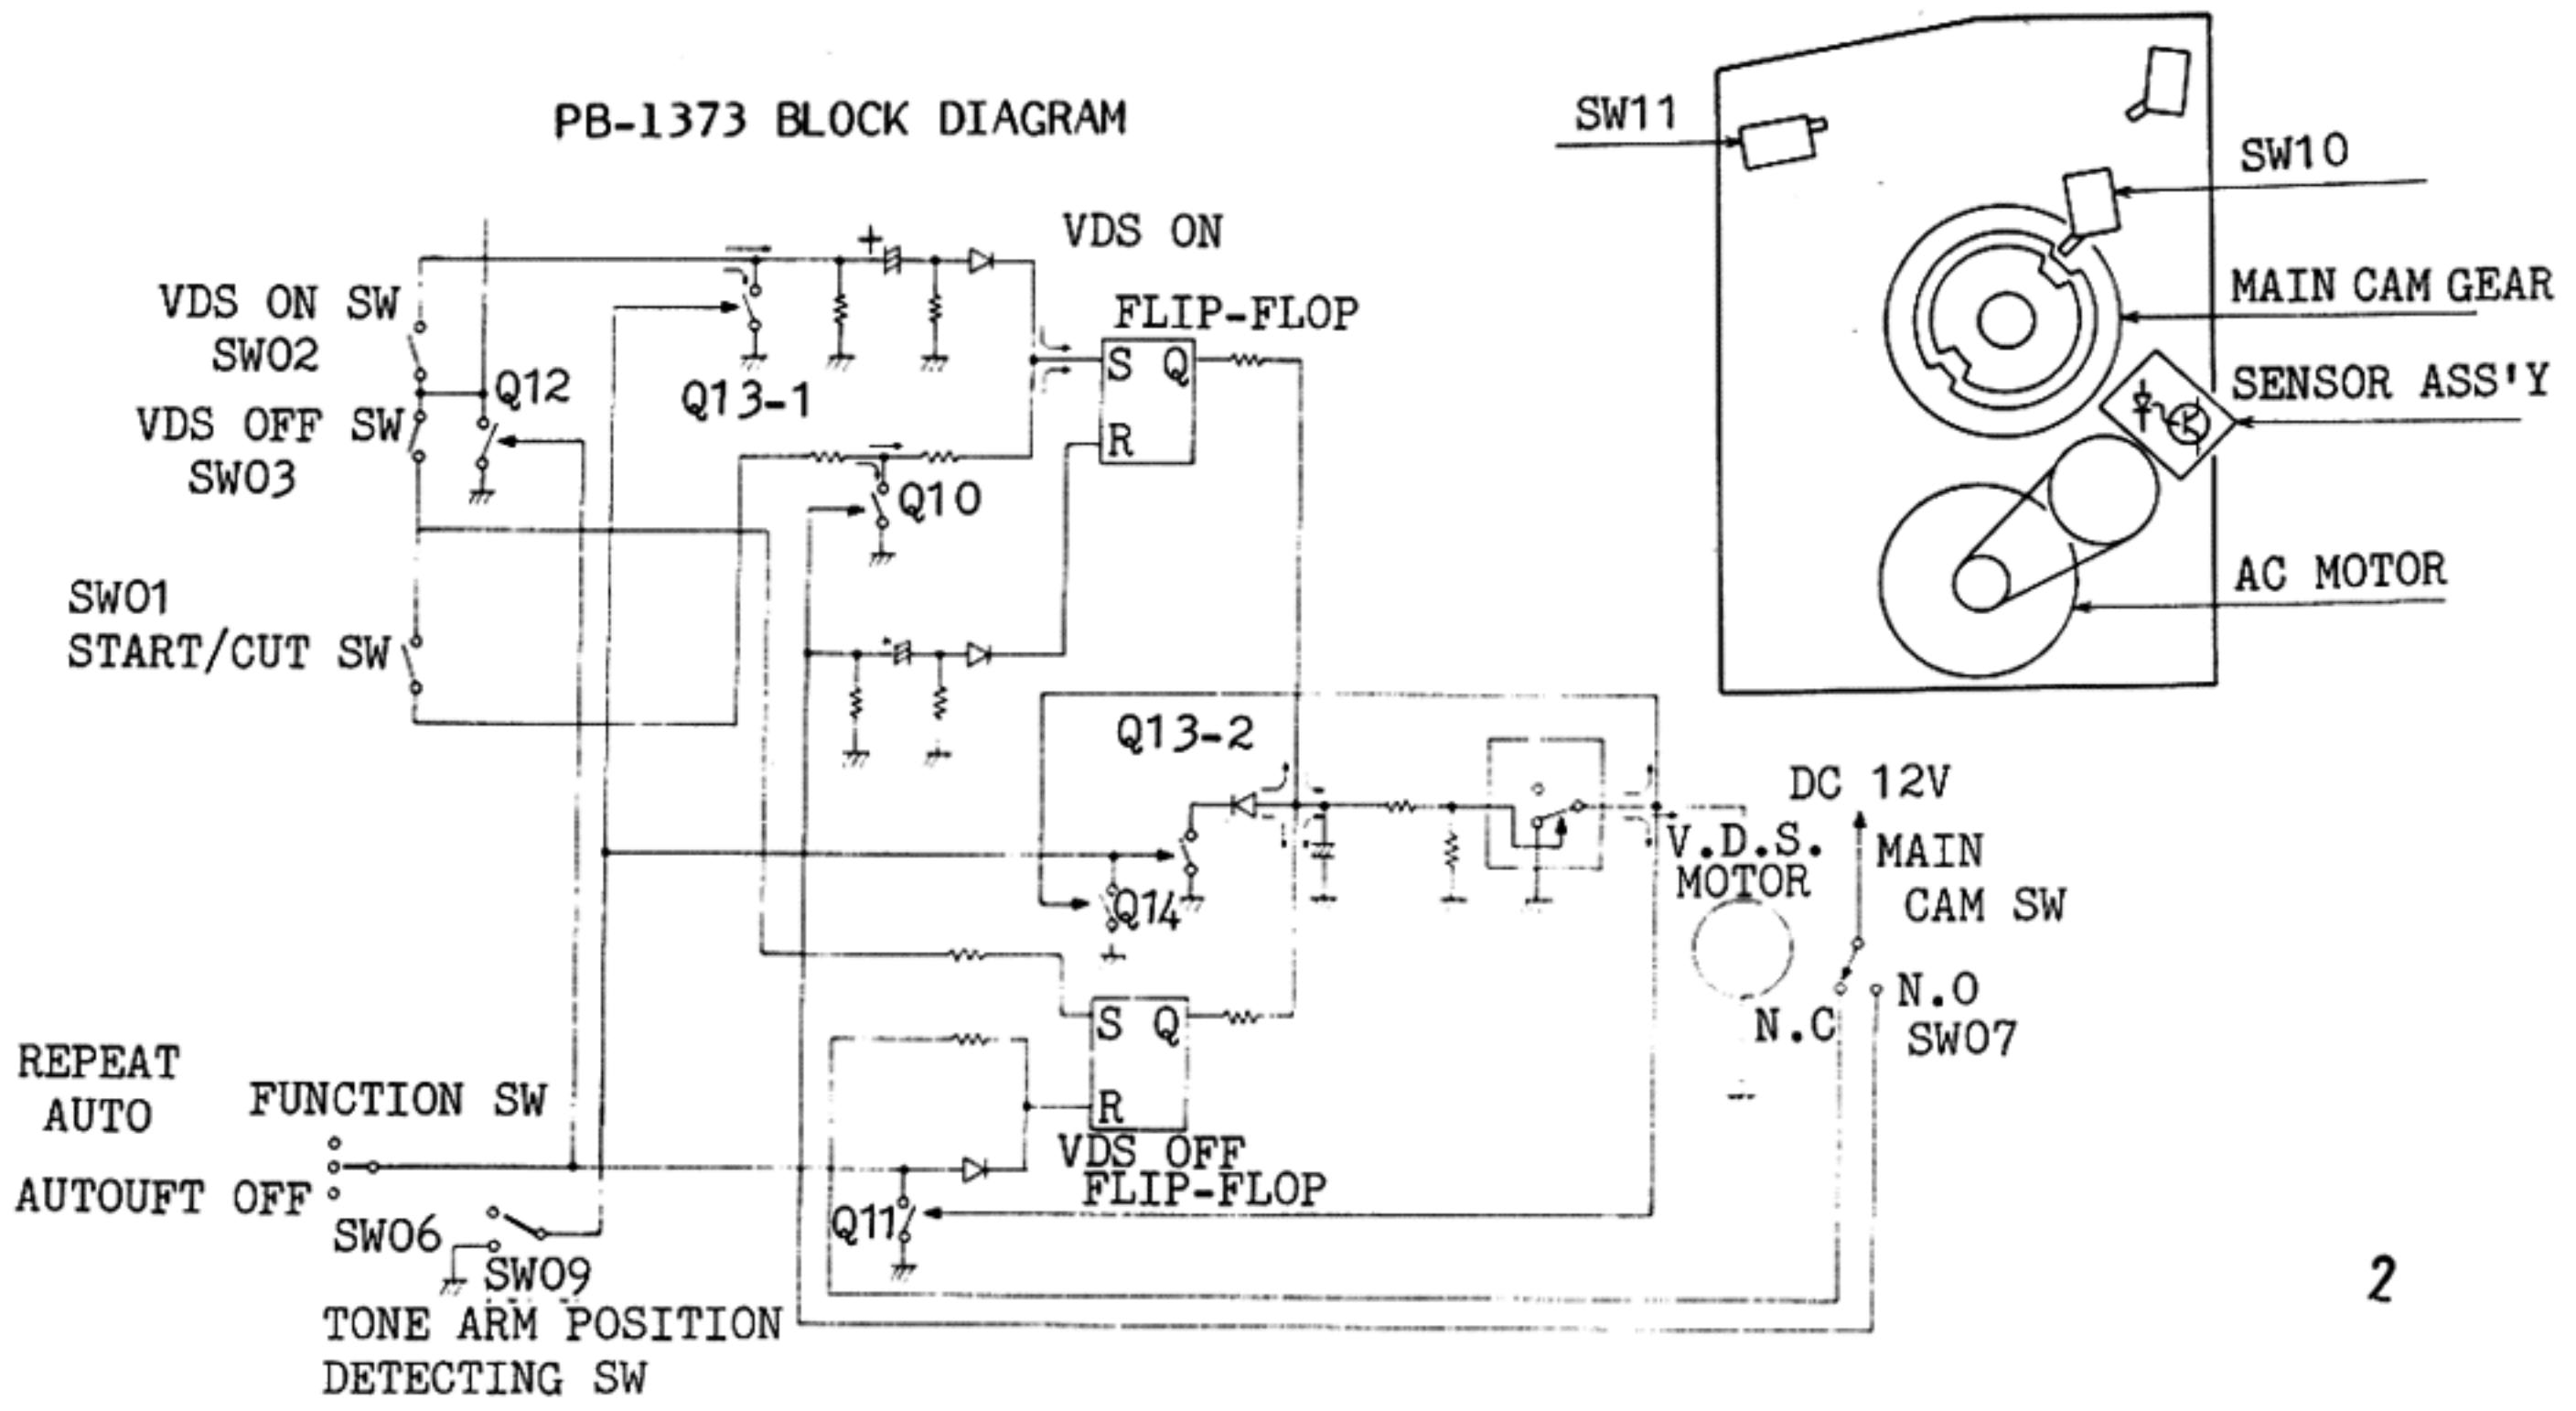 PB-1373 BLOCK DIAGRAM
SW11
SW10
MAIN CAM GEAR
SENSOR ASS'Y
AC MOTOR
VDS ON
+
VDS ON SW
SW02
FLIP-FLOP
S Q
R
Q12
Q13-1
VDS OFF SW
SW03
Q10
SW01
START/CUT SW
Q13-2
DC 12V
V.D.S.
MOTOR
MAIN
CAM SW
Q14
N.O
N.C
SW07
S Q
R
VDS OFF
FLIP-FLOP
REPEAT
AUTO
FUNCTION SW
AUTOUFT OFF
SW06
Q11
SW09
TONE ARM POSITION
DETECTING SW
2